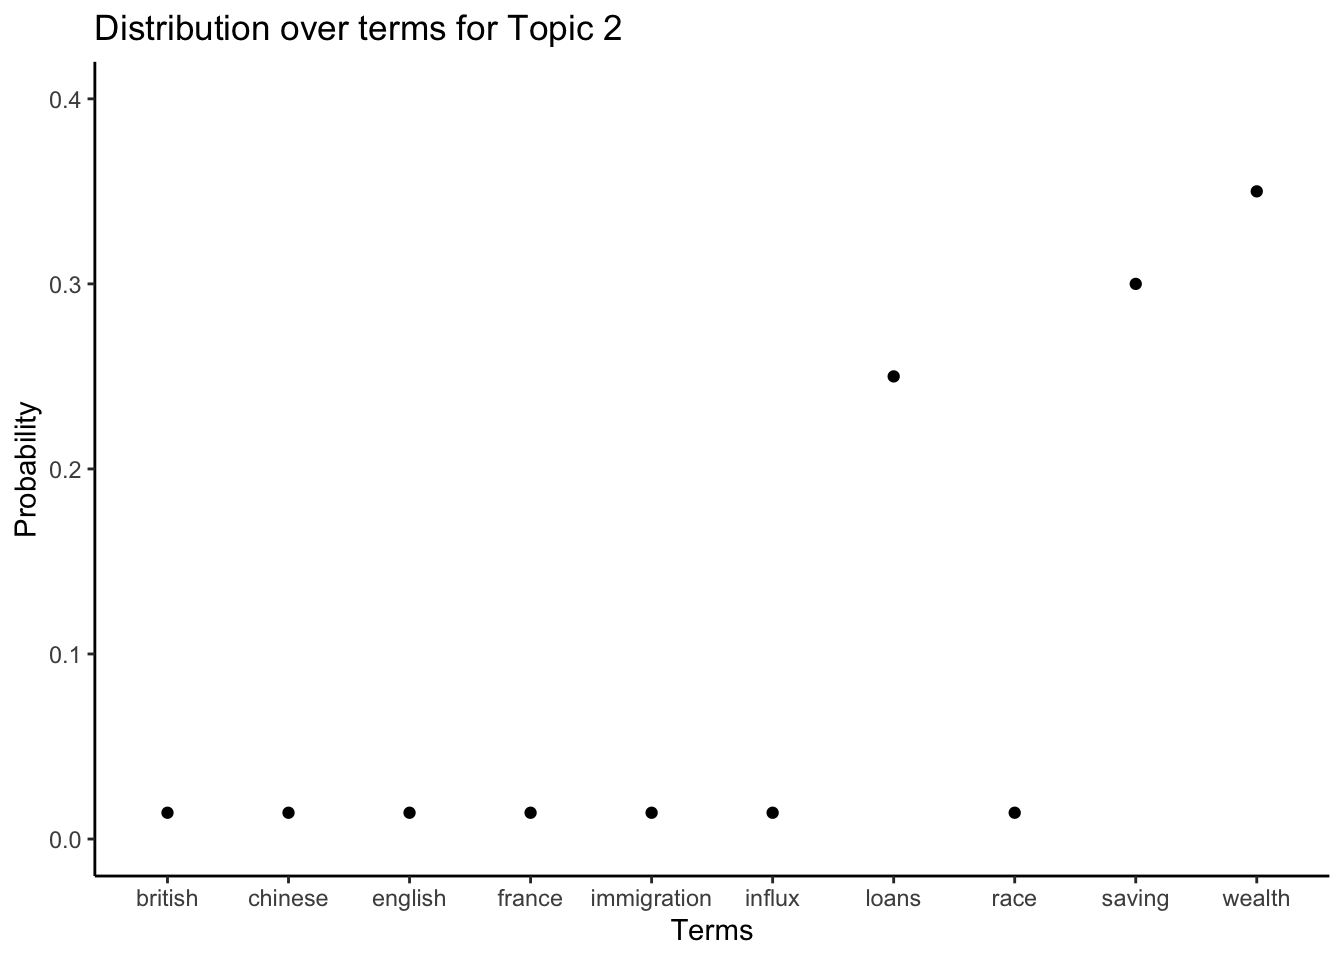 Distribution over terms for Topic 2
0.4
0.3
0.2
0.1
0.0
Probability
british chinese english france immigration influx loans race saving wealth
Terms